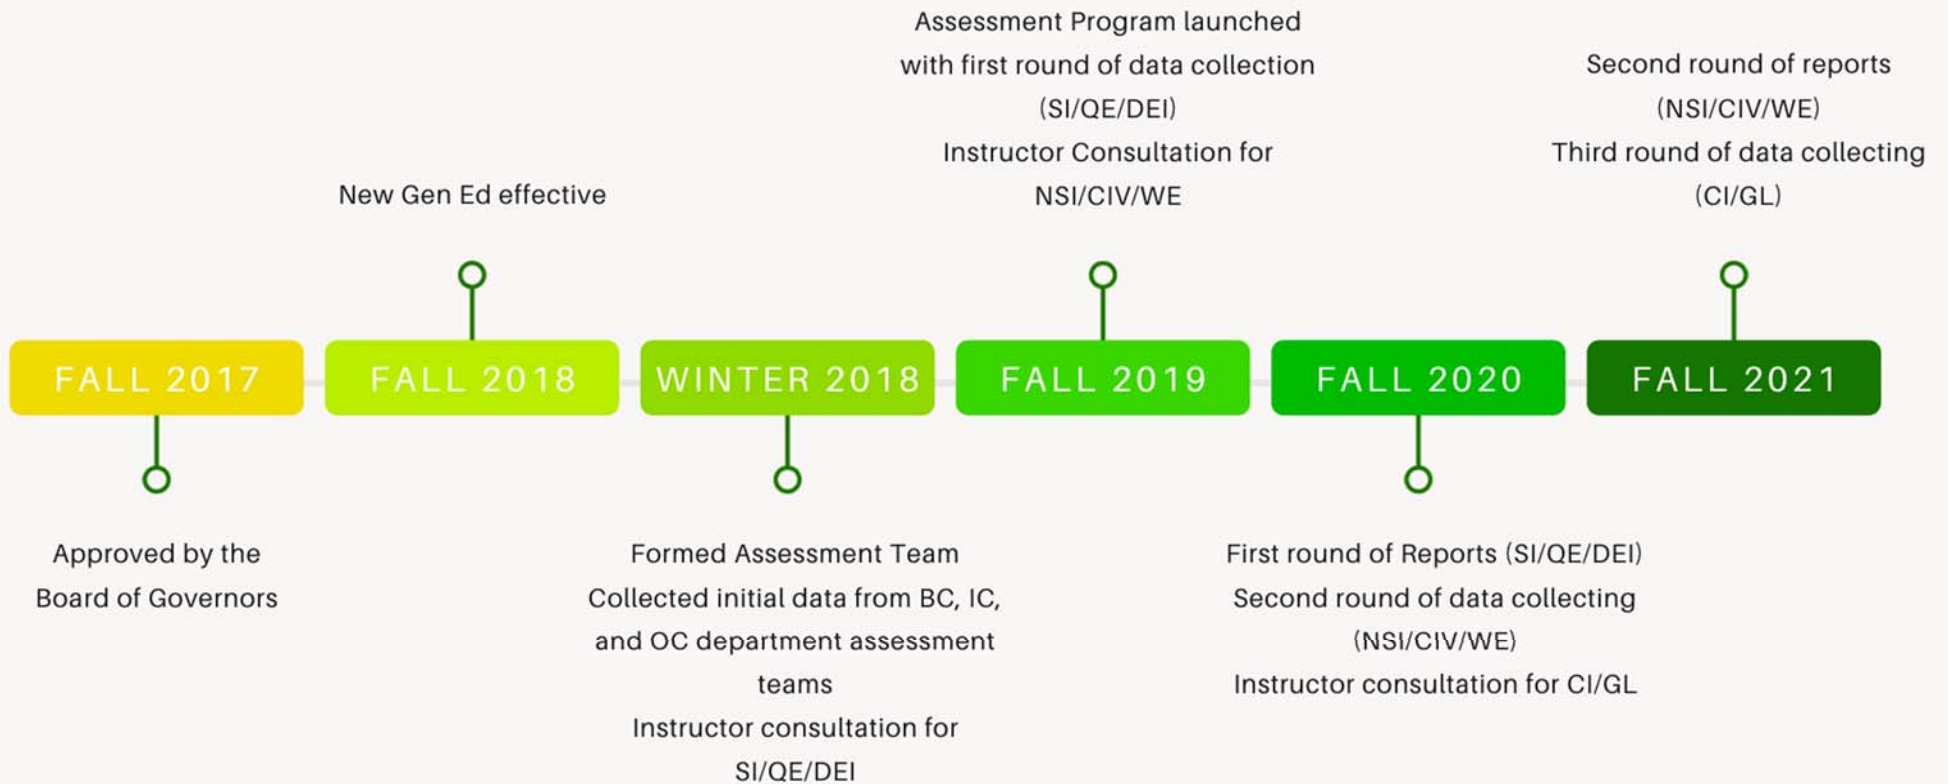 Assessment Program launched
with first round of data collection
(SI/QE/DEI)
Instructor Consultation for
NSI/CIV/WE
Second round of reports
(NSI/CIV/WE)
Third round of data collecting
(CI/GL)
New Gen Ed effective
FALL 2017
FALL 2018
WINTER 2018
FALL 2019
FALL 2020
FALL 2021
Approved by the
Board of Governors
Formed Assessment Team
Collected initial data from BC, IC,
and OC department assessment
teams
Instructor consultation for
SI/QE/DEI
First round of Reports (SI/QE/DEI)
Second round of data collecting
(NSI/CIV/WE)
Instructor consultation for CI/GL